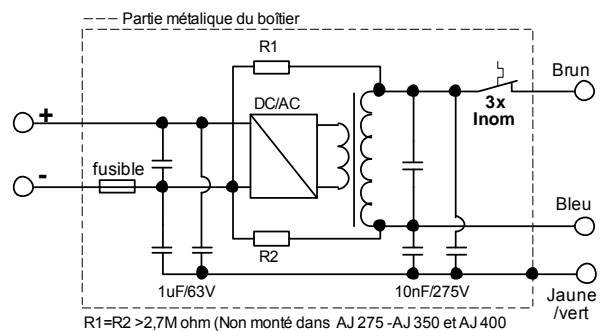 Partie métalique du boîtier
R1
Brun
DC/AC
3x
Inom
+
fusible
-
Bleu
R2
1uF/63V
10nF/275V
Jaune
/vert
R1=R2 >2,7M ohm (Non monté dans AJ 275 -AJ 350 et AJ 400